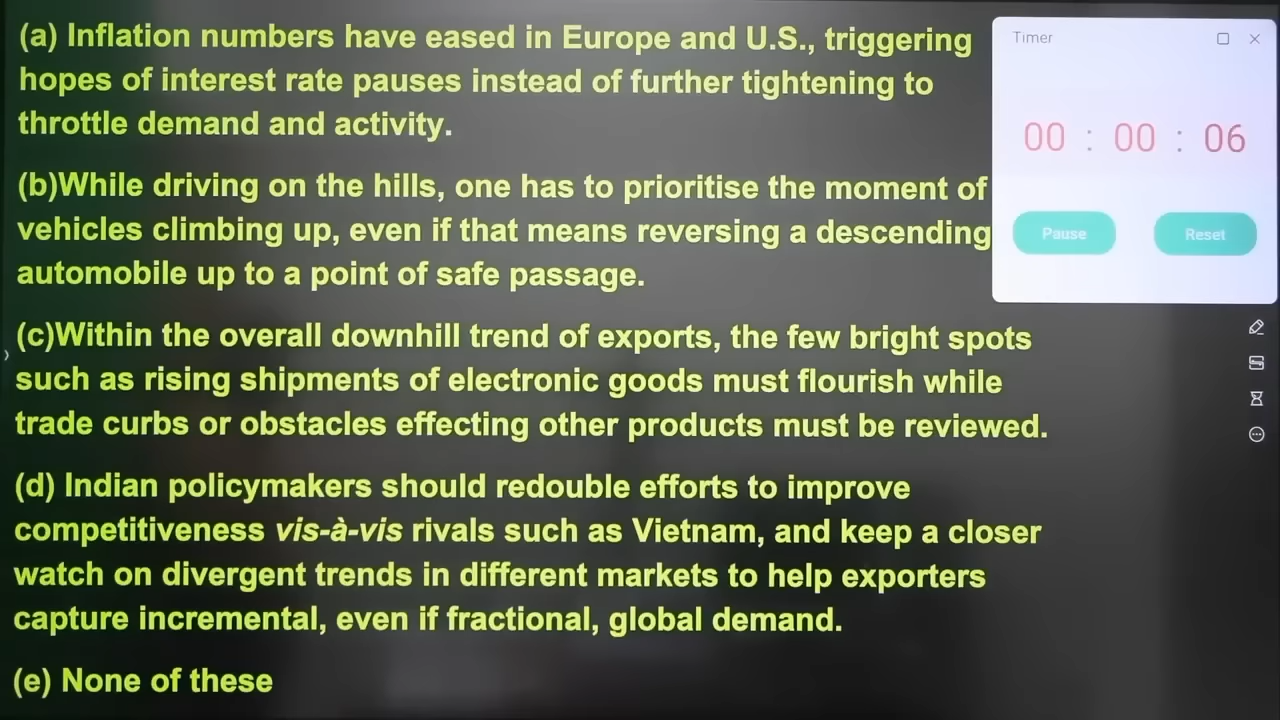 (a) Inflation numbers have eased in Europe and U.S., triggering
hopes of interest rate pauses instead of further tightening to
throttle demand and activity.
(b)While driving on the hills, one has to prioritise the moment of
vehicles climbing up, even if that means reversing a descending
automobile up to a point of safe passage.
(c)Within the overall downhill trend of exports, the few bright spots
such as rising shipments of electronic goods must flourish while
trade curbs or obstacles effecting other products must be reviewed.
(d) Indian policymakers should redouble efforts to improve
competitiveness vis-à-vis rivals such as Vietnam, and keep a closer
watch on divergent trends in different markets to help exporters
capture incremental, even if fractional, global demand.
(e) None of these
Timer
00 : 00 : 06
Pause
Reset